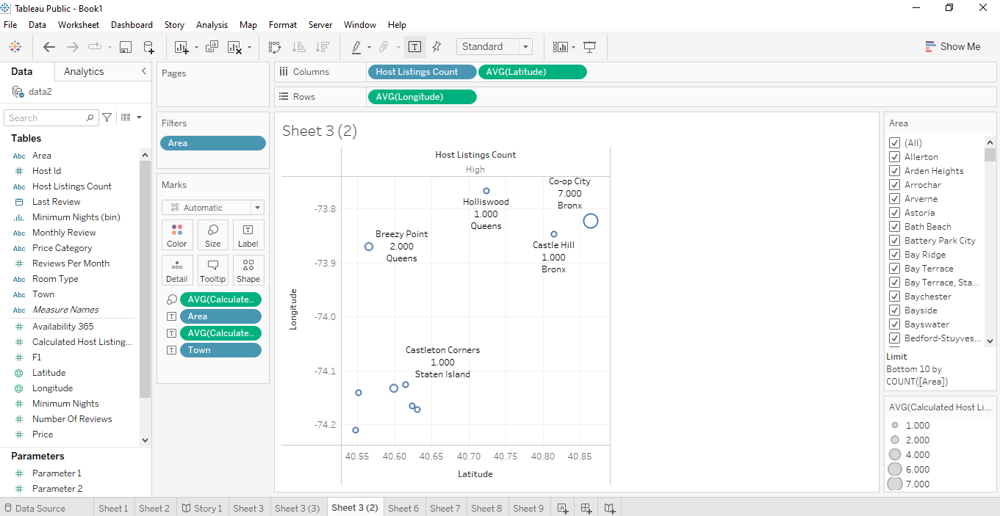 Tableau Public - Book1
File Data Worksheet Dashboard Story Analysis Map Format Server Window Help
Standard
Show Me
Data Analytics
data2
Search
Tables
Abc Area
Host Id
Abc Host Listings Count
Last Review
Minimum Nights (bin)
Abc Monthly Review
Abc Price Category
Reviews Per Month
Abc Room Type
Abc Town
Abc Measure Names
Availability 365
Calculated Host Listing...
F1
Latitude
Longitude
Minimum Nights
Number Of Reviews
Price
Parameters
Parameter 1
Parameter 2
Pages
Filters
Area
Marks
Automatic
Color Size Label
Detail Tooltip Shape
AVG(Calculate..
Area
AVG(Calculate..
Town
Columns Host Listings Count AVG(Latitude)
Rows AVG(Longitude)
Sheet 3 (2)
Host Listings Count
High
Co-op City
7.000
Bronx
Holliswood
1.000
Queens
Breezy Point
2.000
Queens
Castle Hill
1.000
Bronx
Castleton Corners
1.000
Staten Island
-73.8
-73.9
-74.0
-74.1
-74.2
Longitude
40.55 40.60 40.65 40.70 40.75 40.80 40.85
Latitude
Area
(All)
Allerton
Arden Heights
Arrochar
Arverne
Astoria
Bath Beach
Battery Park City
Bay Ridge
Bay Terrace
Bay Terrace, Sta...
Baychester
Bayside
Bayswater
Bedford-Stuyves...
Limit
Bottom 10 by
COUNT([Area])
AVG(Calculated Host Li...
1.000
2.000
4.000
6.000
7.000
Data Source Sheet 1 Sheet 2 Story 1 Sheet 3 Sheet 3 (3) Sheet 3 (2) Sheet 6 Sheet 7 Sheet 8 Sheet 9